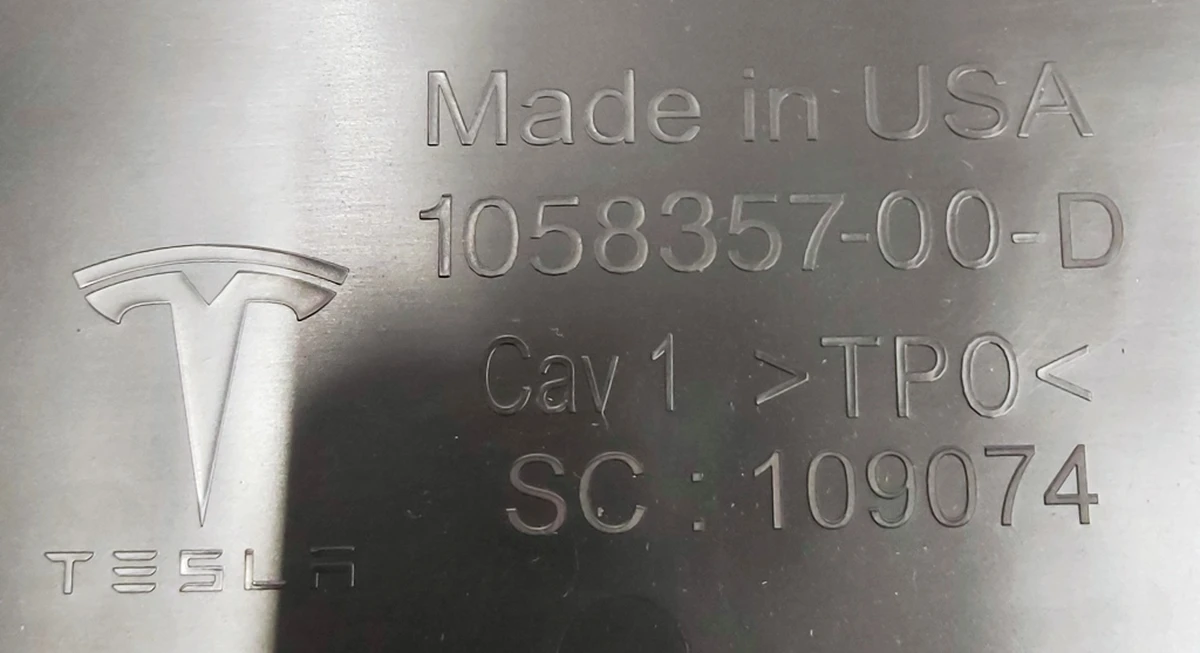 Made in USA
1058357-00-D
Cav 1 >TPO<
SC : 109074
TESLA